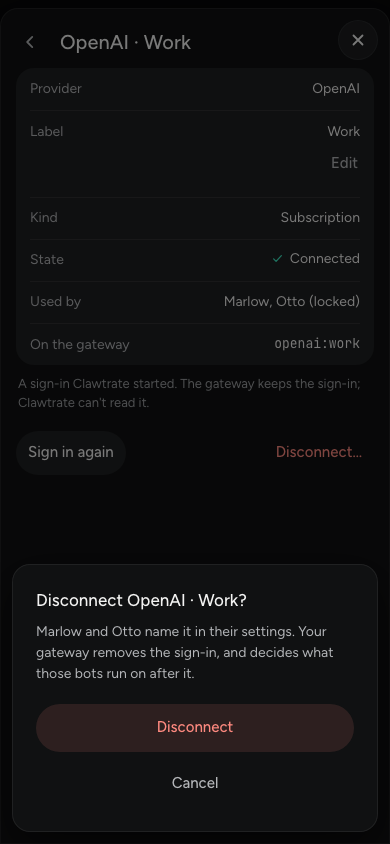 OpenAI · Work
Provider
OpenAI
Label
Work
Edit
Kind
Subscription
State
Connected
Used by
Marlow, Otto (locked)
On the gateway
openai:work
A sign-in Clawtrate started. The gateway keeps the sign-in;
Clawtrate can't read it.
Sign in again
Disconnect...
Disconnect OpenAI · Work?
Marlow and Otto name it in their settings. Your
gateway removes the sign-in, and decides what
those bots run on after it.
Disconnect
Cancel